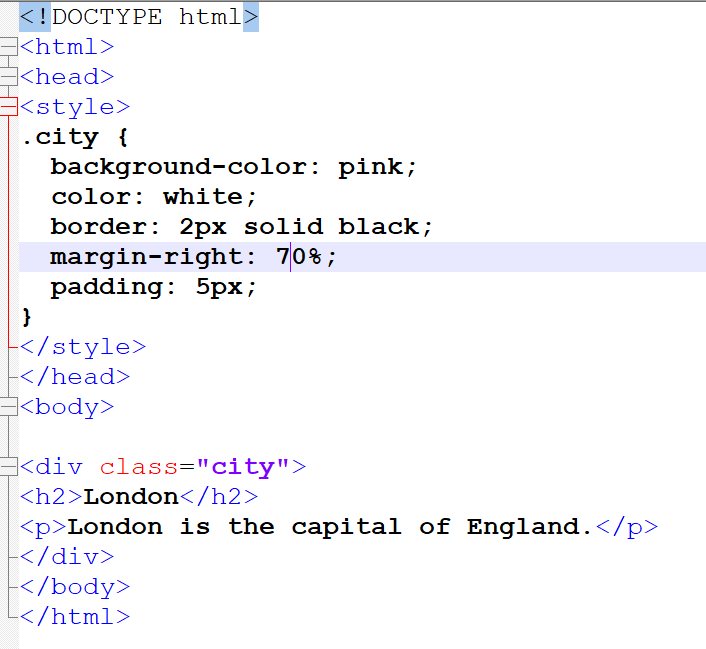 <!DOCTYPE html>
<html>
<head>
<style>
.city {
  background-color: pink;
  color: white;
  border: 2px solid black;
  margin-right: 70%;
  padding: 5px;
}
</style>
</head>
<body>

<div class="city">
<h2>London</h2>
<p>London is the capital of England.</p>
</div>
</body>
</html>